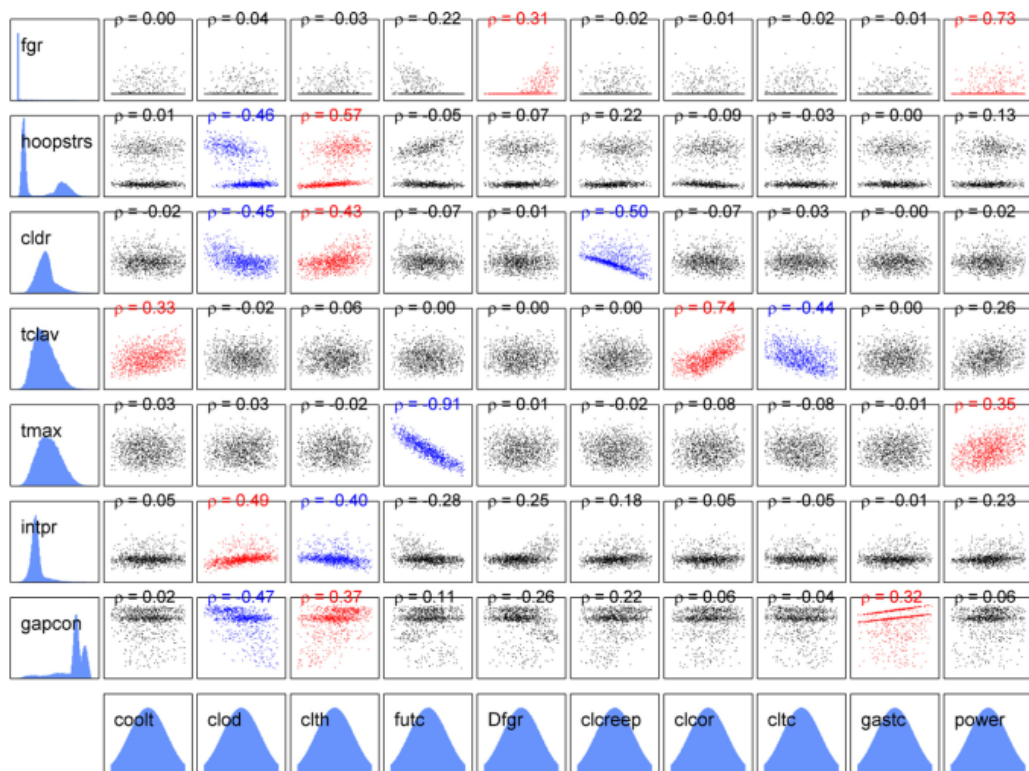 ρ = 0.00 ρ = 0.04 ρ = -0.03 ρ = -0.22 ρ = 0.31 ρ = -0.02 ρ = 0.01 ρ = -0.02 ρ = -0.01 ρ = 0.73
fgr
ρ = 0.01 ρ = -0.46 ρ = 0.57 ρ = -0.05 ρ = 0.07 ρ = 0.22 ρ = -0.09 ρ = -0.03 ρ = 0.00 ρ = 0.13
hoopstrs
ρ = -0.02 ρ = -0.45 ρ = 0.43 ρ = -0.07 ρ = 0.01 ρ = -0.50 ρ = -0.07 ρ = 0.03 ρ = -0.00 ρ = 0.02
cldr
ρ = 0.33 ρ = -0.02 ρ = 0.06 ρ = 0.00 ρ = 0.00 ρ = 0.00 ρ = 0.74 ρ = -0.44 ρ = 0.00 ρ = 0.26
tclav
ρ = 0.03 ρ = 0.03 ρ = -0.02 ρ = -0.91 ρ = 0.01 ρ = -0.02 ρ = 0.08 ρ = -0.08 ρ = -0.01 ρ = 0.35
tmax
ρ = 0.05 ρ = 0.49 ρ = -0.40 ρ = -0.28 ρ = 0.25 ρ = 0.18 ρ = 0.05 ρ = -0.05 ρ = -0.01 ρ = 0.23
intpr
ρ = 0.02 ρ = -0.47 ρ = 0.37 ρ = 0.11 ρ = -0.26 ρ = 0.22 ρ = 0.06 ρ = -0.04 ρ = 0.32 ρ = 0.06
gapcon
coolt clod clth futc Dfgr clcreep clcor cltc gastc power